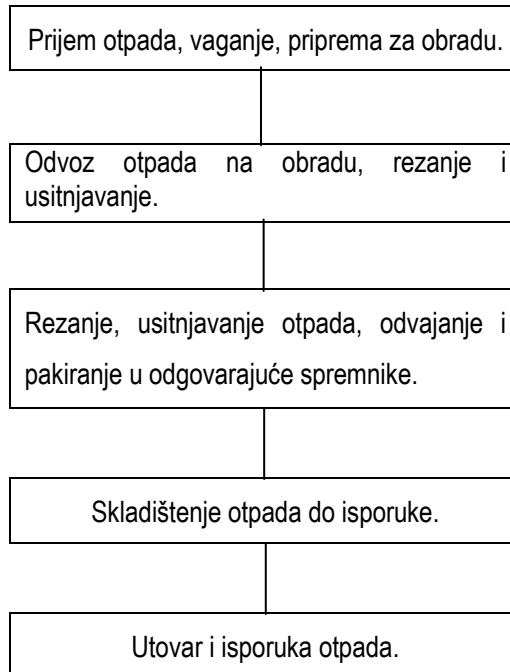 Prijem otpada, vaganje, priprema za obradu.
Odvoz otpada na obradu, rezanje i
usitnjavanje.
Rezanje, usitnjavanje otpada, odvajanje i
pakiranje u odgovarajuće spremnike.
Skladištenje otpada do isporuke.
Utovar i isporuka otpada.